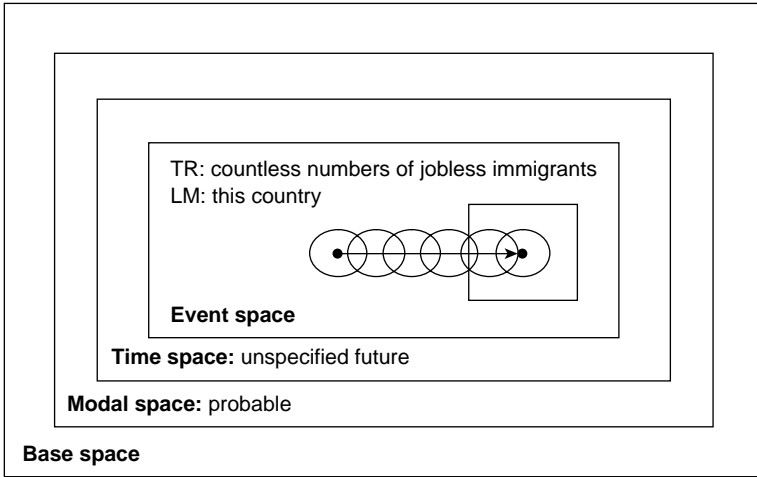 TR: countless numbers of jobless immigrants
LM: this country
Event space
Time space: unspecified future
Modal space: probable
Base space